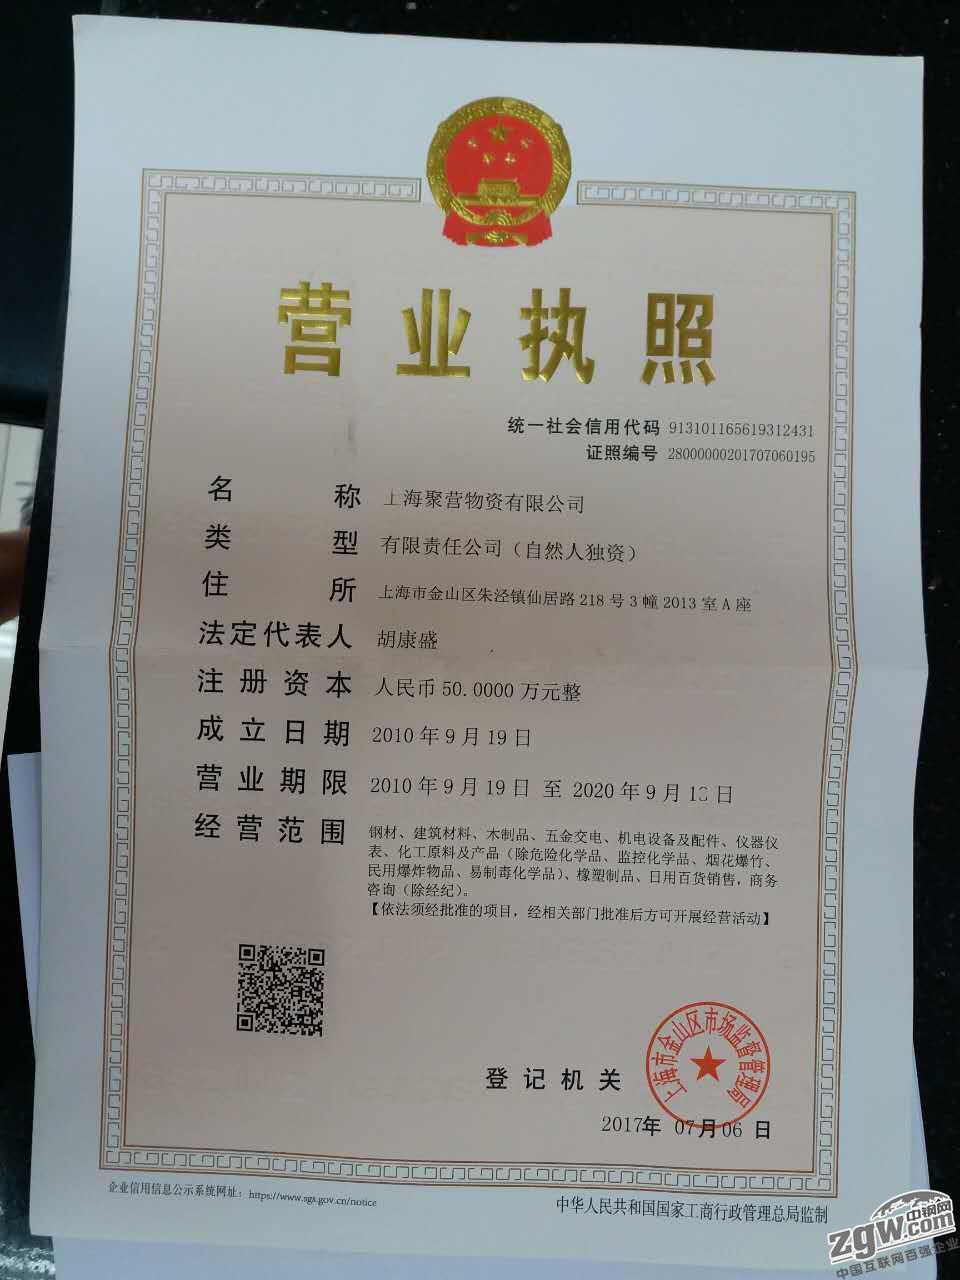 营业执照
统一社会信用代码 913101165619312431
证照编号 28000000201707060195
名称 上海聚营物资有限公司
类型 有限责任公司（自然人独资）
住所 上海市金山区朱泾镇仙居路218号3幢2013室A座
法定代表人 胡康盛
注册资本 人民币50.0000万元整
成立日期 2010年9月19日
营业期限 2010年9月19日 至 2020年9月18日
经营范围 钢材、建筑材料、木制品、五金交电、机电设备及配件、仪器仪
表、化工原料及产品（除危险化学品、监控化学品、烟花爆竹、
民用爆炸物品、易制毒化学品）、橡塑制品、日用百货销售，商务
咨询（除经纪）。
【依法须经批准的项目，经相关部门批准后方可开展经营活动】
上海市金山区市场监督管理局
登记机关
2017年07月06日
企业信用信息公示系统网址：https://www.sgs.gov.cn/notice
中华人民共和国国家工商行政管理总局监制
中钢网
zgw.com
中国互联网百强企业